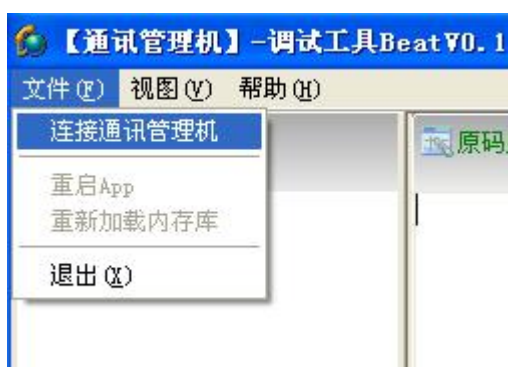 【通讯管理机】-调试工具BeatV0.1
文件(F) 视图(V) 帮助(H)
连接通讯管理机
原码
重启App
重新加载内存库
退出(X)